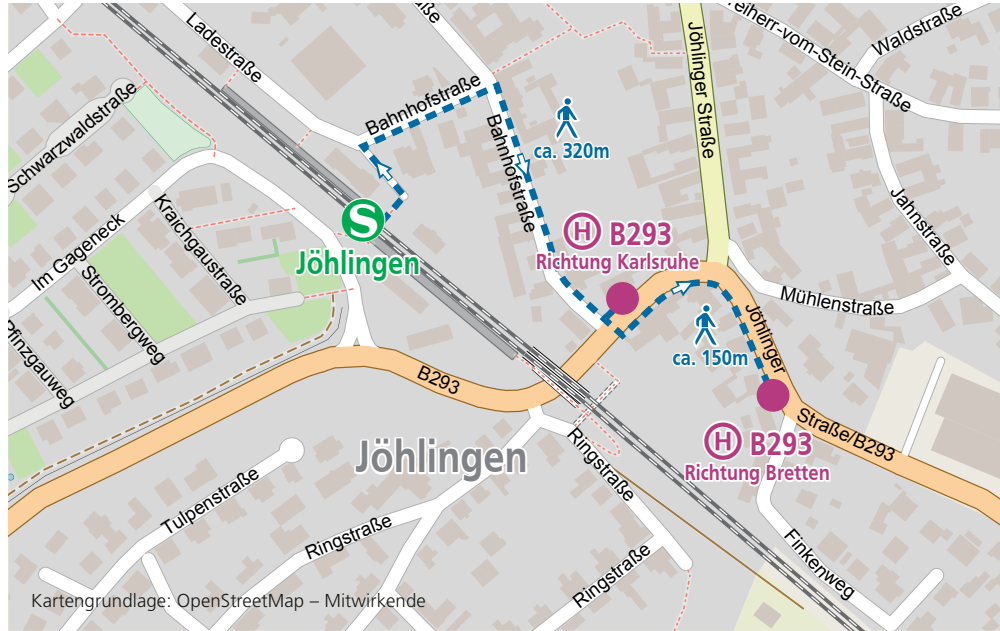 Ladestraße
Freiherr-vom-Stein-Straße
Waldstraße
Jöhlinger Straße
Bahnhofstraße
Schwarzwaldstraße
ca. 320m
Bahnhofstraße
Kraichgaustraße
Im Gageneck
S
Jöhlingen
H B293
Richtung Karlsruhe
Jahnstraße
Strombergweg
Mühlenstraße
Pfinzgauweg
Jöhlinger
Straße/B293
ca. 150m
B293
H B293
Richtung Bretten
Jöhlingen
Ringstraße
Tulpenstraße
Ringstraße
Ringstraße
Finkenweg
Kartengrundlage: OpenStreetMap – Mitwirkende